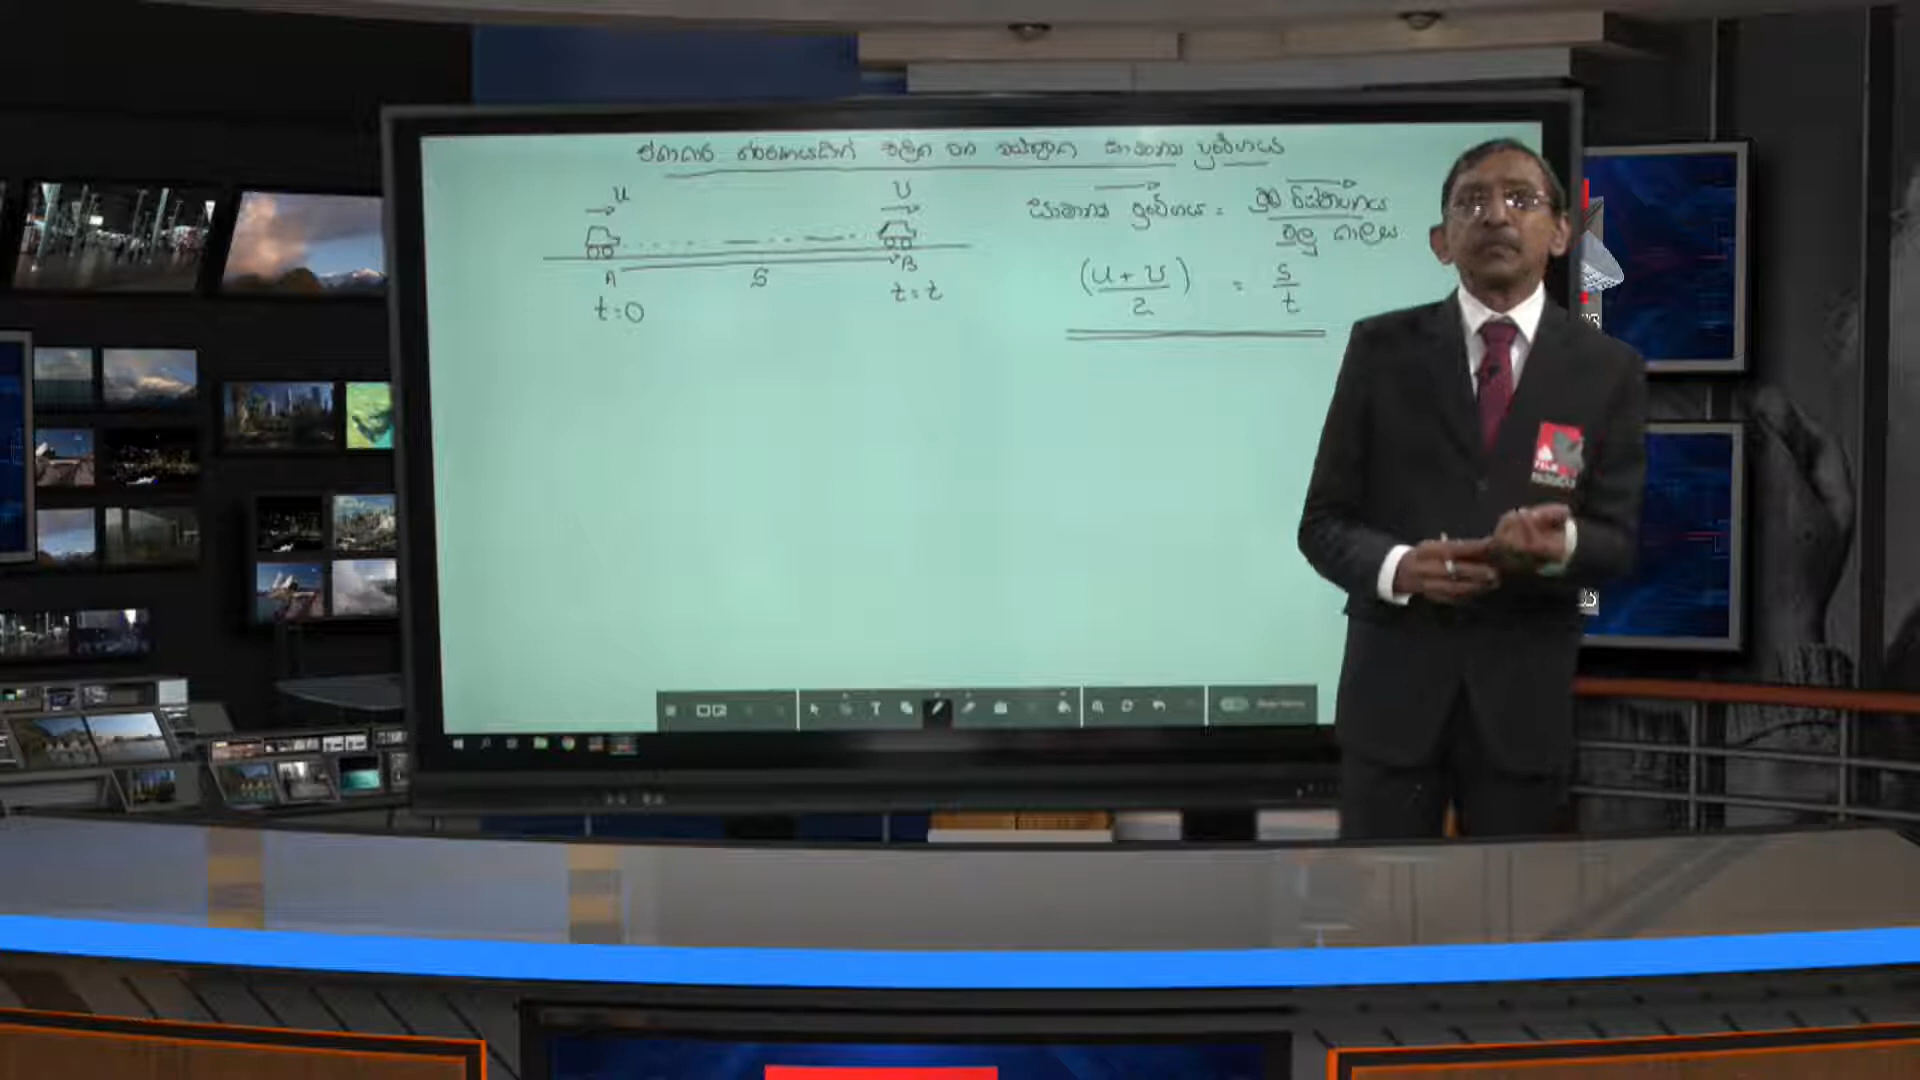 ඒකාකාර ත්වරණයකින් චලිත වන වස්තුවක සාමාන්‍ය ප්‍රවේගය
u
υ
සාමාන්‍ය ප්‍රවේගය = මුළු විස්ථාපනය
මුලු කාලය
A
S
B
t=0
t=t
(u+υ)
2
= s
t